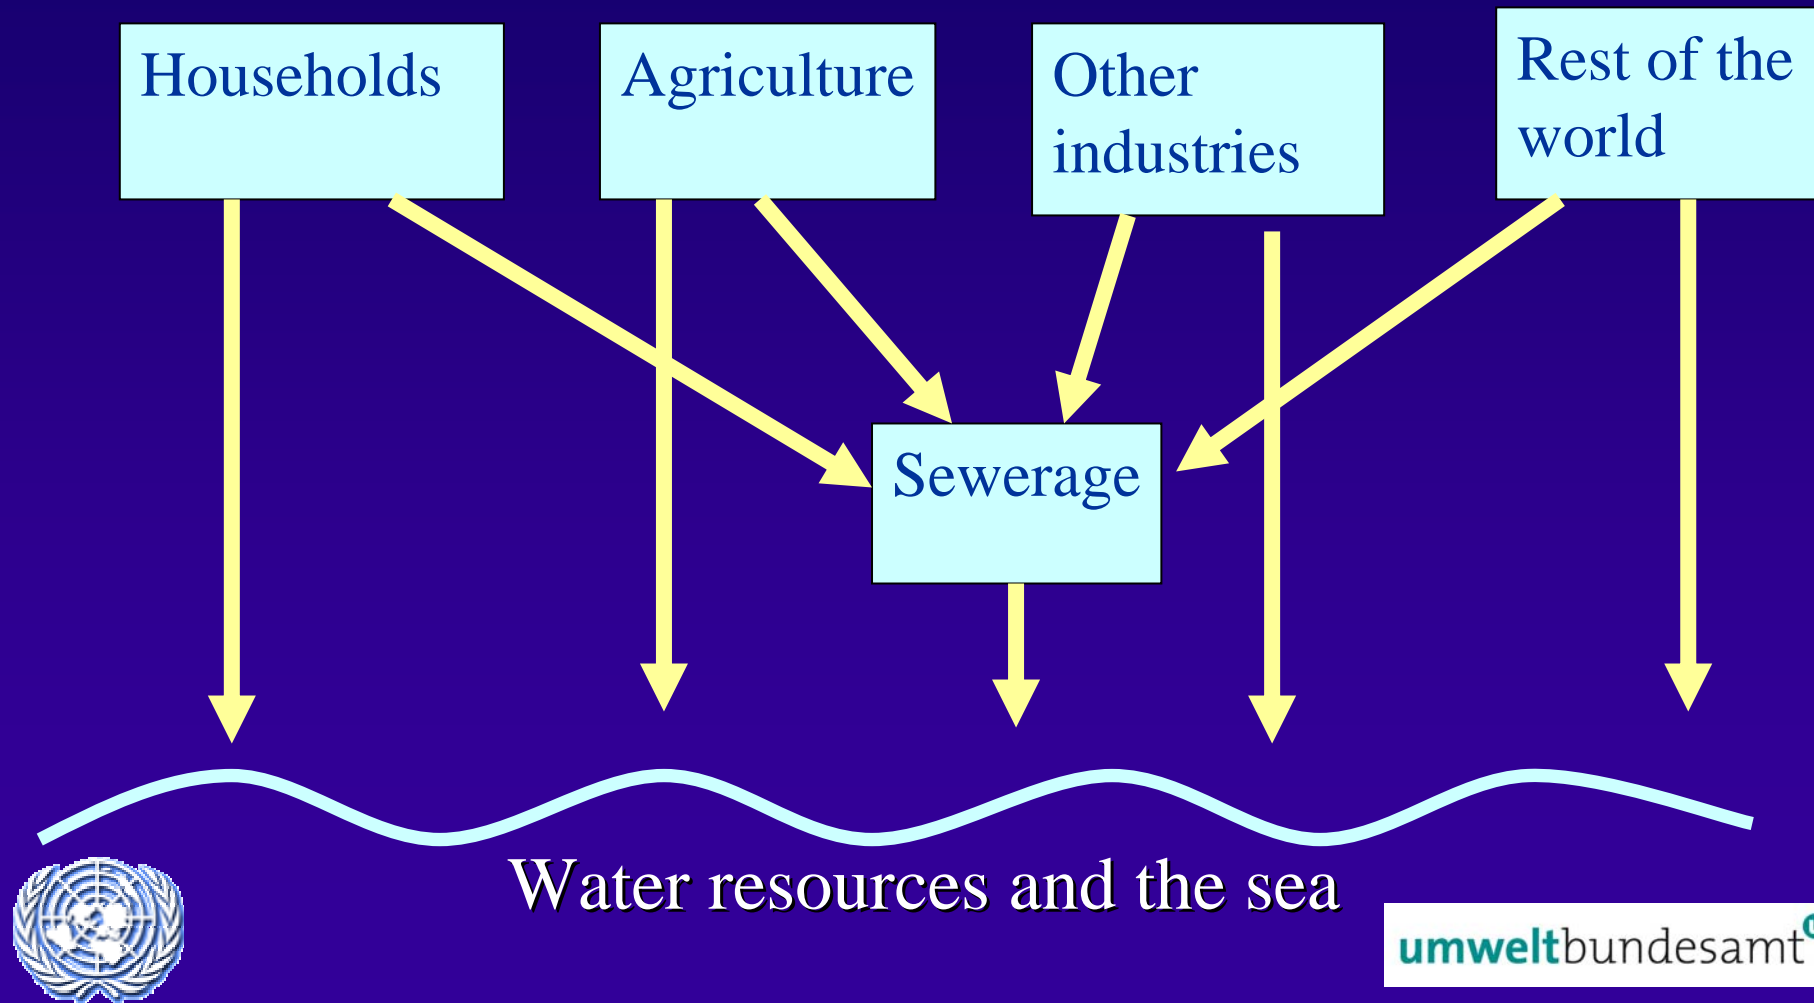 Households
Agriculture
Other
industries
Rest of the
world
Sewerage
Water resources and the sea
umweltbundesamt